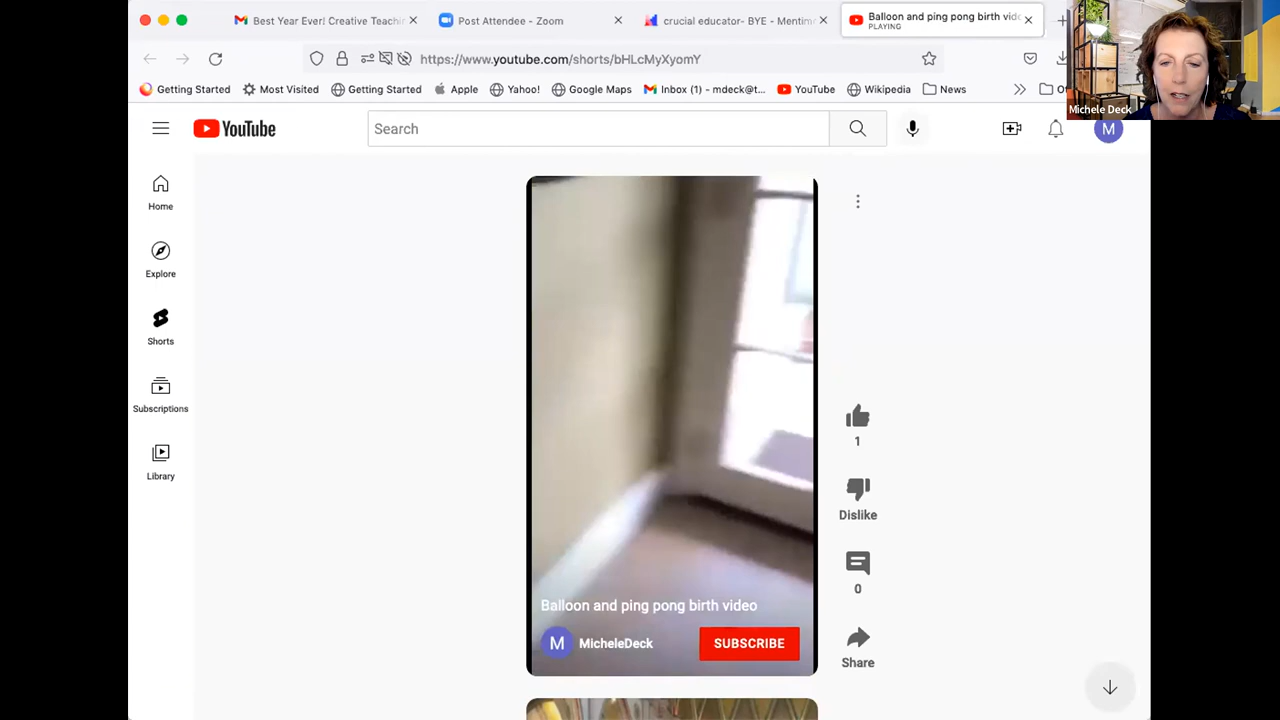 Best Year Ever! Creative Teachin
Post Attendee - Zoom
crucial educator- BYE - Mentim
Balloon and ping pong birth vide
PLAYING
https://www.youtube.com/shorts/bHLcMyXyomY
Getting Started
Most Visited
Getting Started
Apple
Yahoo!
Google Maps
Inbox (1) - mdeck@t...
YouTube
Wikipedia
News
Michele Deck
YouTube
Search
M
Home
Explore
Shorts
Subscriptions
Library
1
Dislike
0
Share
Balloon and ping pong birth video
M
MicheleDeck
SUBSCRIBE